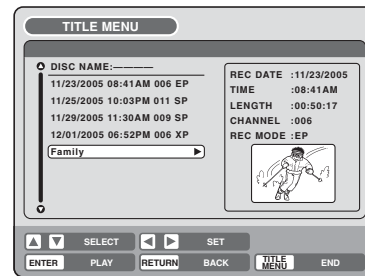 TITLE MENU
DISC NAME:————
11/23/2005 08:41AM 006 EP
11/25/2005 10:03PM 011 SP
11/29/2005 11:30AM 009 SP
12/01/2005 06:52PM 006 XP
Family
REC DATE :11/23/2005
TIME :08:41AM
LENGTH :00:50:17
CHANNEL :006
REC MODE :EP
SELECT SET
ENTER PLAY RETURN BACK TITLE MENU END